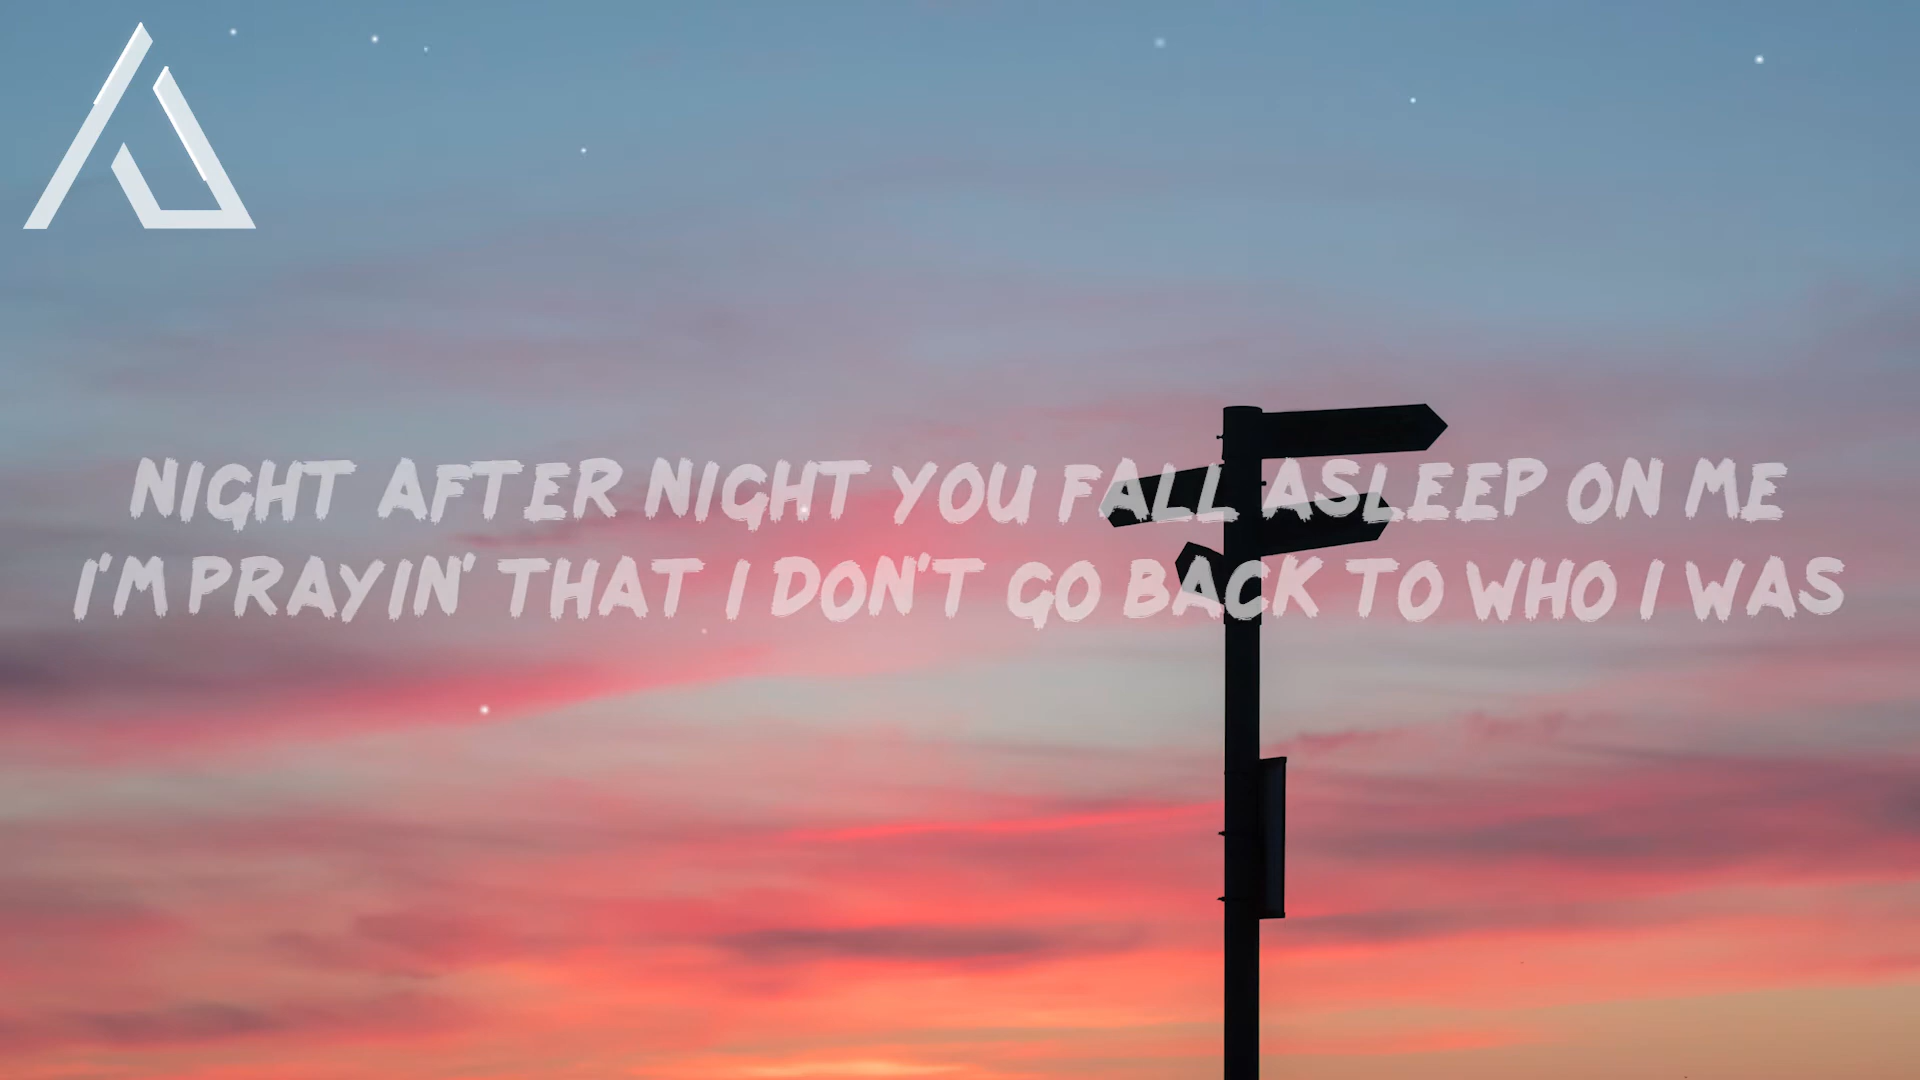 NIGHT AFTER NIGHT YOU FALL ASLEEP ON ME
I'M PRAYIN' THAT I DON'T GO BACK TO WHO I WAS